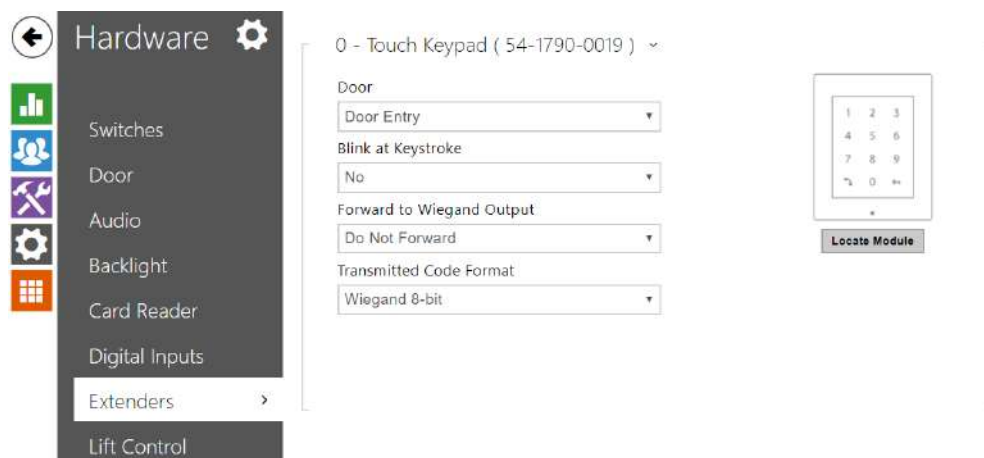 Hardware
Switches
Door
Audio
Backlight
Card Reader
Digital Inputs
Extenders
Lift Control
0 - Touch Keypad ( 54-1790-0019 )
Door
Door Entry
Blink at Keystroke
No
Forward to Wiegand Output
Do Not Forward
Transmitted Code Format
Wiegand 8-bit
1 2 3
4 5 6
7 8 9
0
Locate Module